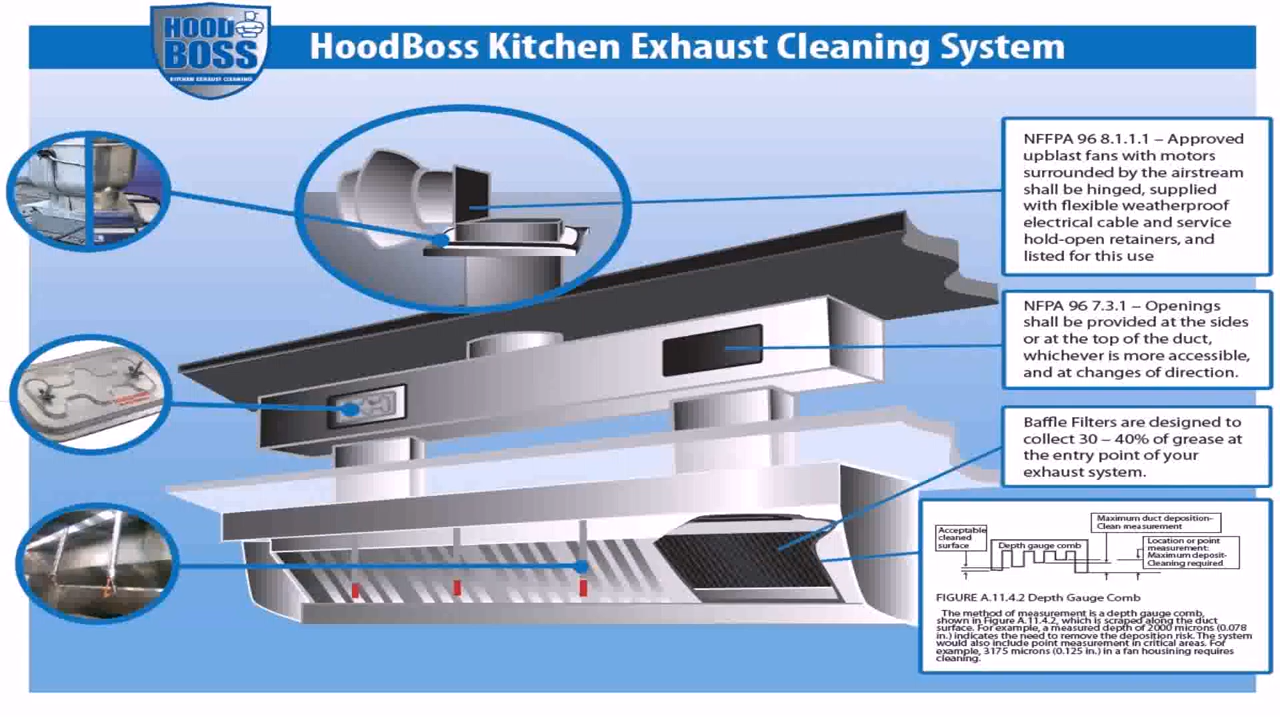 HOOD
BOSS
KITCHEN EXHAUST CLEANING
HoodBoss Kitchen Exhaust Cleaning System
NFFPA 96 8.1.1.1 – Approved
upblast fans with motors
surrounded by the airstream
shall be hinged, supplied
with flexible weatherproof
electrical cable and service
hold-open retainers, and
listed for this use
NFPA 96 7.3.1 – Openings
shall be provided at the sides
or at the top of the duct,
whichever is more accessible,
and at changes of direction.
Baffle Filters are designed to
collect 30 – 40% of grease at
the entry point of your
exhaust system.
Acceptable
cleaned
surface
Depth gauge comb
Maximum duct deposition–
Clean measurement
Location or point
measurement:
Maximum deposit-
Cleaning required
FIGURE A.11.4.2 Depth Gauge Comb
The method of measurement is a depth gauge comb,
shown in Figure A.11.4.2, which is scraped along the duct
surface. For example, a measured depth of 2000 microns (0.078
in.) indicates the need to remove the deposition risk. The system
would also include point measurement in critical areas. For
example, 3175 microns (0.125 in.) in a fan housining requires
cleaning.